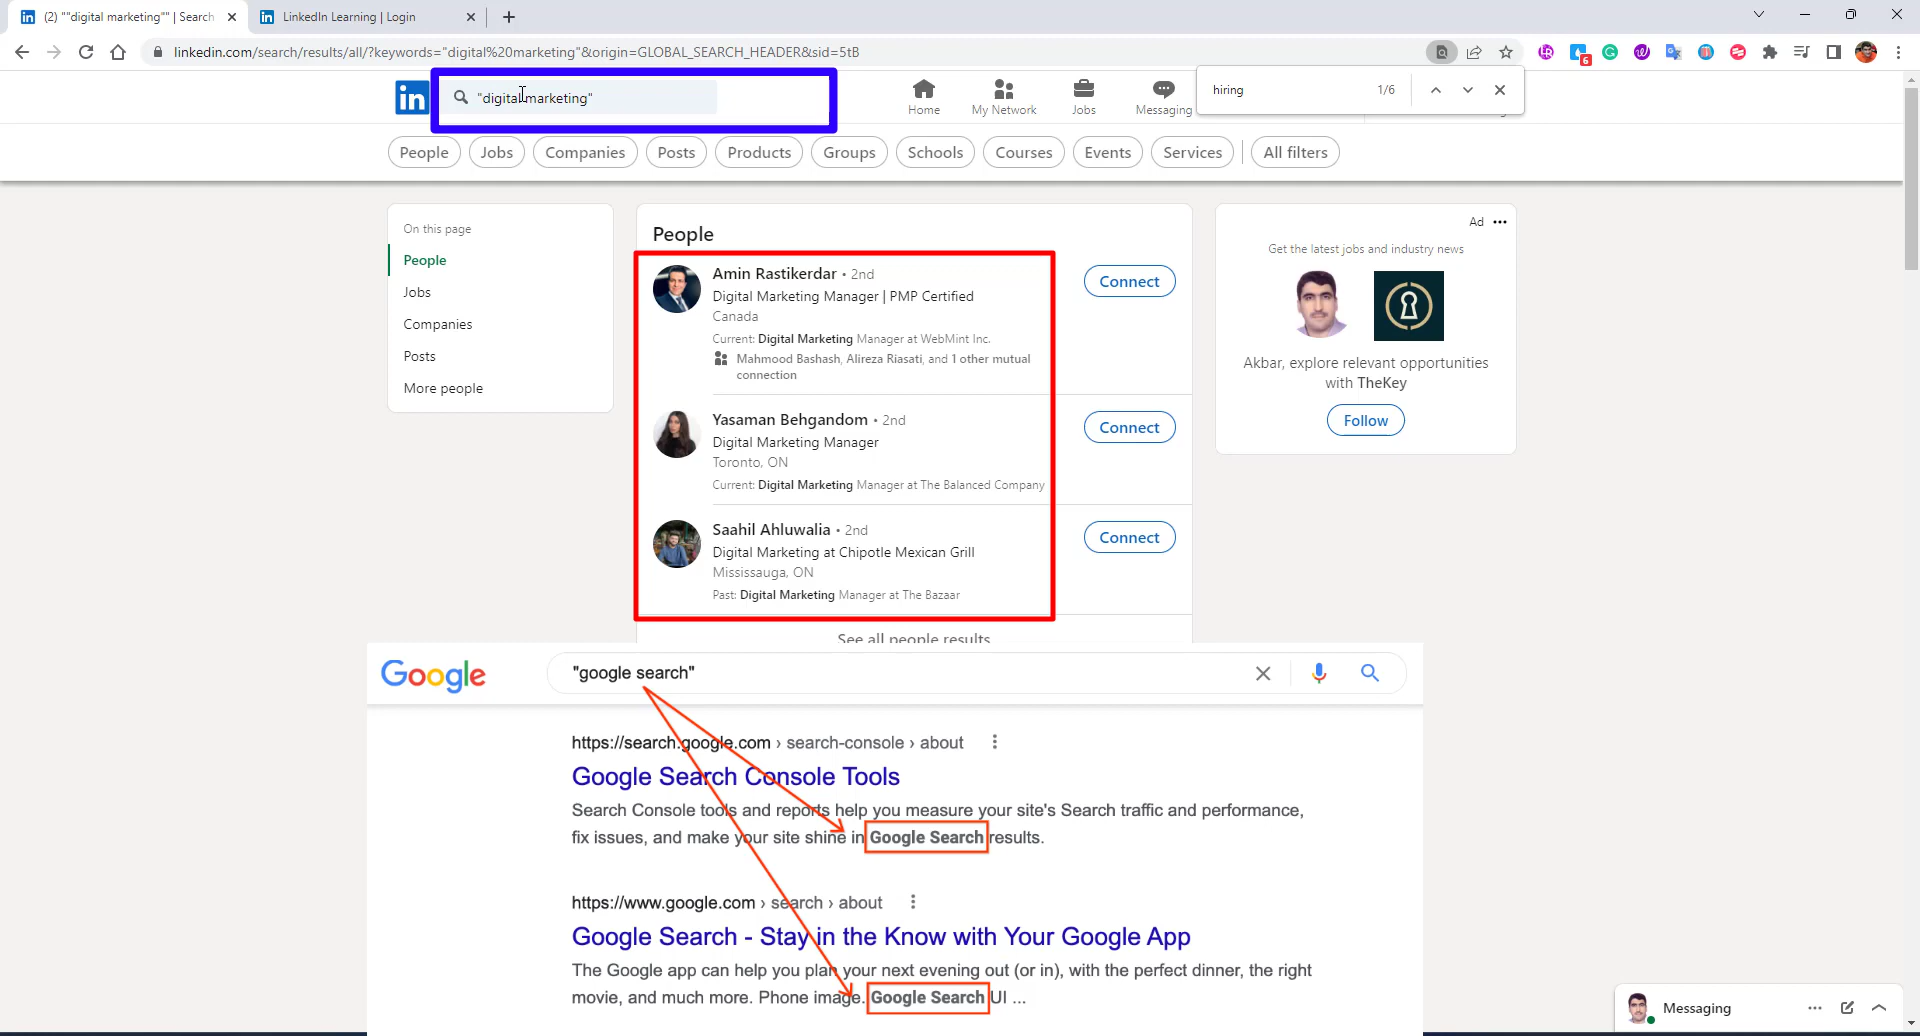 (2) ""digital marketing"" | Search
LinkedIn Learning | Login
linkedin.com/search/results/all/?keywords="digital%20marketing"&origin=GLOBAL_SEARCH_HEADER&sid=5tB
6
in
"digital marketing"
Home
My Network
Jobs
Messaging
hiring
1/6
People
Jobs
Companies
Posts
Products
Groups
Schools
Courses
Events
Services
All filters
On this page
People
Jobs
Companies
Posts
More people
People
Amin Rastikerdar • 2nd
Digital Marketing Manager | PMP Certified
Canada
Current: Digital Marketing Manager at WebMint Inc.
Mahmood Bashash, Alireza Riasati, and 1 other mutual
connection
Connect
Yasaman Behgandom • 2nd
Digital Marketing Manager
Toronto, ON
Current: Digital Marketing Manager at The Balanced Company
Connect
Saahil Ahluwalia • 2nd
Digital Marketing at Chipotle Mexican Grill
Mississauga, ON
Past: Digital Marketing Manager at The Bazaar
Connect
See all people results
Ad
Get the latest jobs and industry news
Akbar, explore relevant opportunities
with TheKey
Follow
Google
"google search"
https://search.google.com › search-console › about
Google Search Console Tools
Search Console tools and reports help you measure your site's Search traffic and performance,
fix issues, and make your site shine in Google Search results.
https://www.google.com › search › about
Google Search - Stay in the Know with Your Google App
The Google app can help you plan your next evening out (or in), with the perfect dinner, the right
movie, and much more. Phone image. Google Search UI ...
Messaging